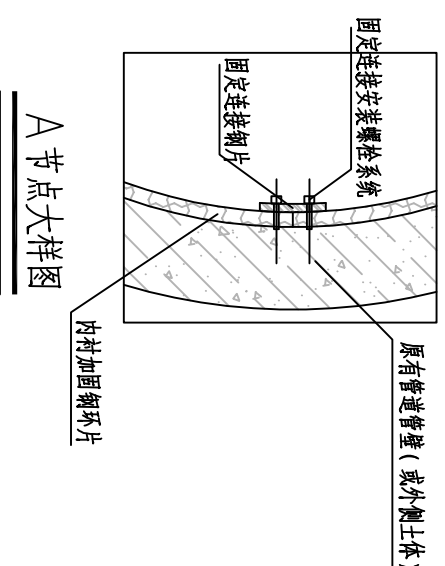 固定连接安装螺栓系统
固定连接钢片
原有管道管壁(或外侧土体
内衬加固钢环片
A 节点大样图